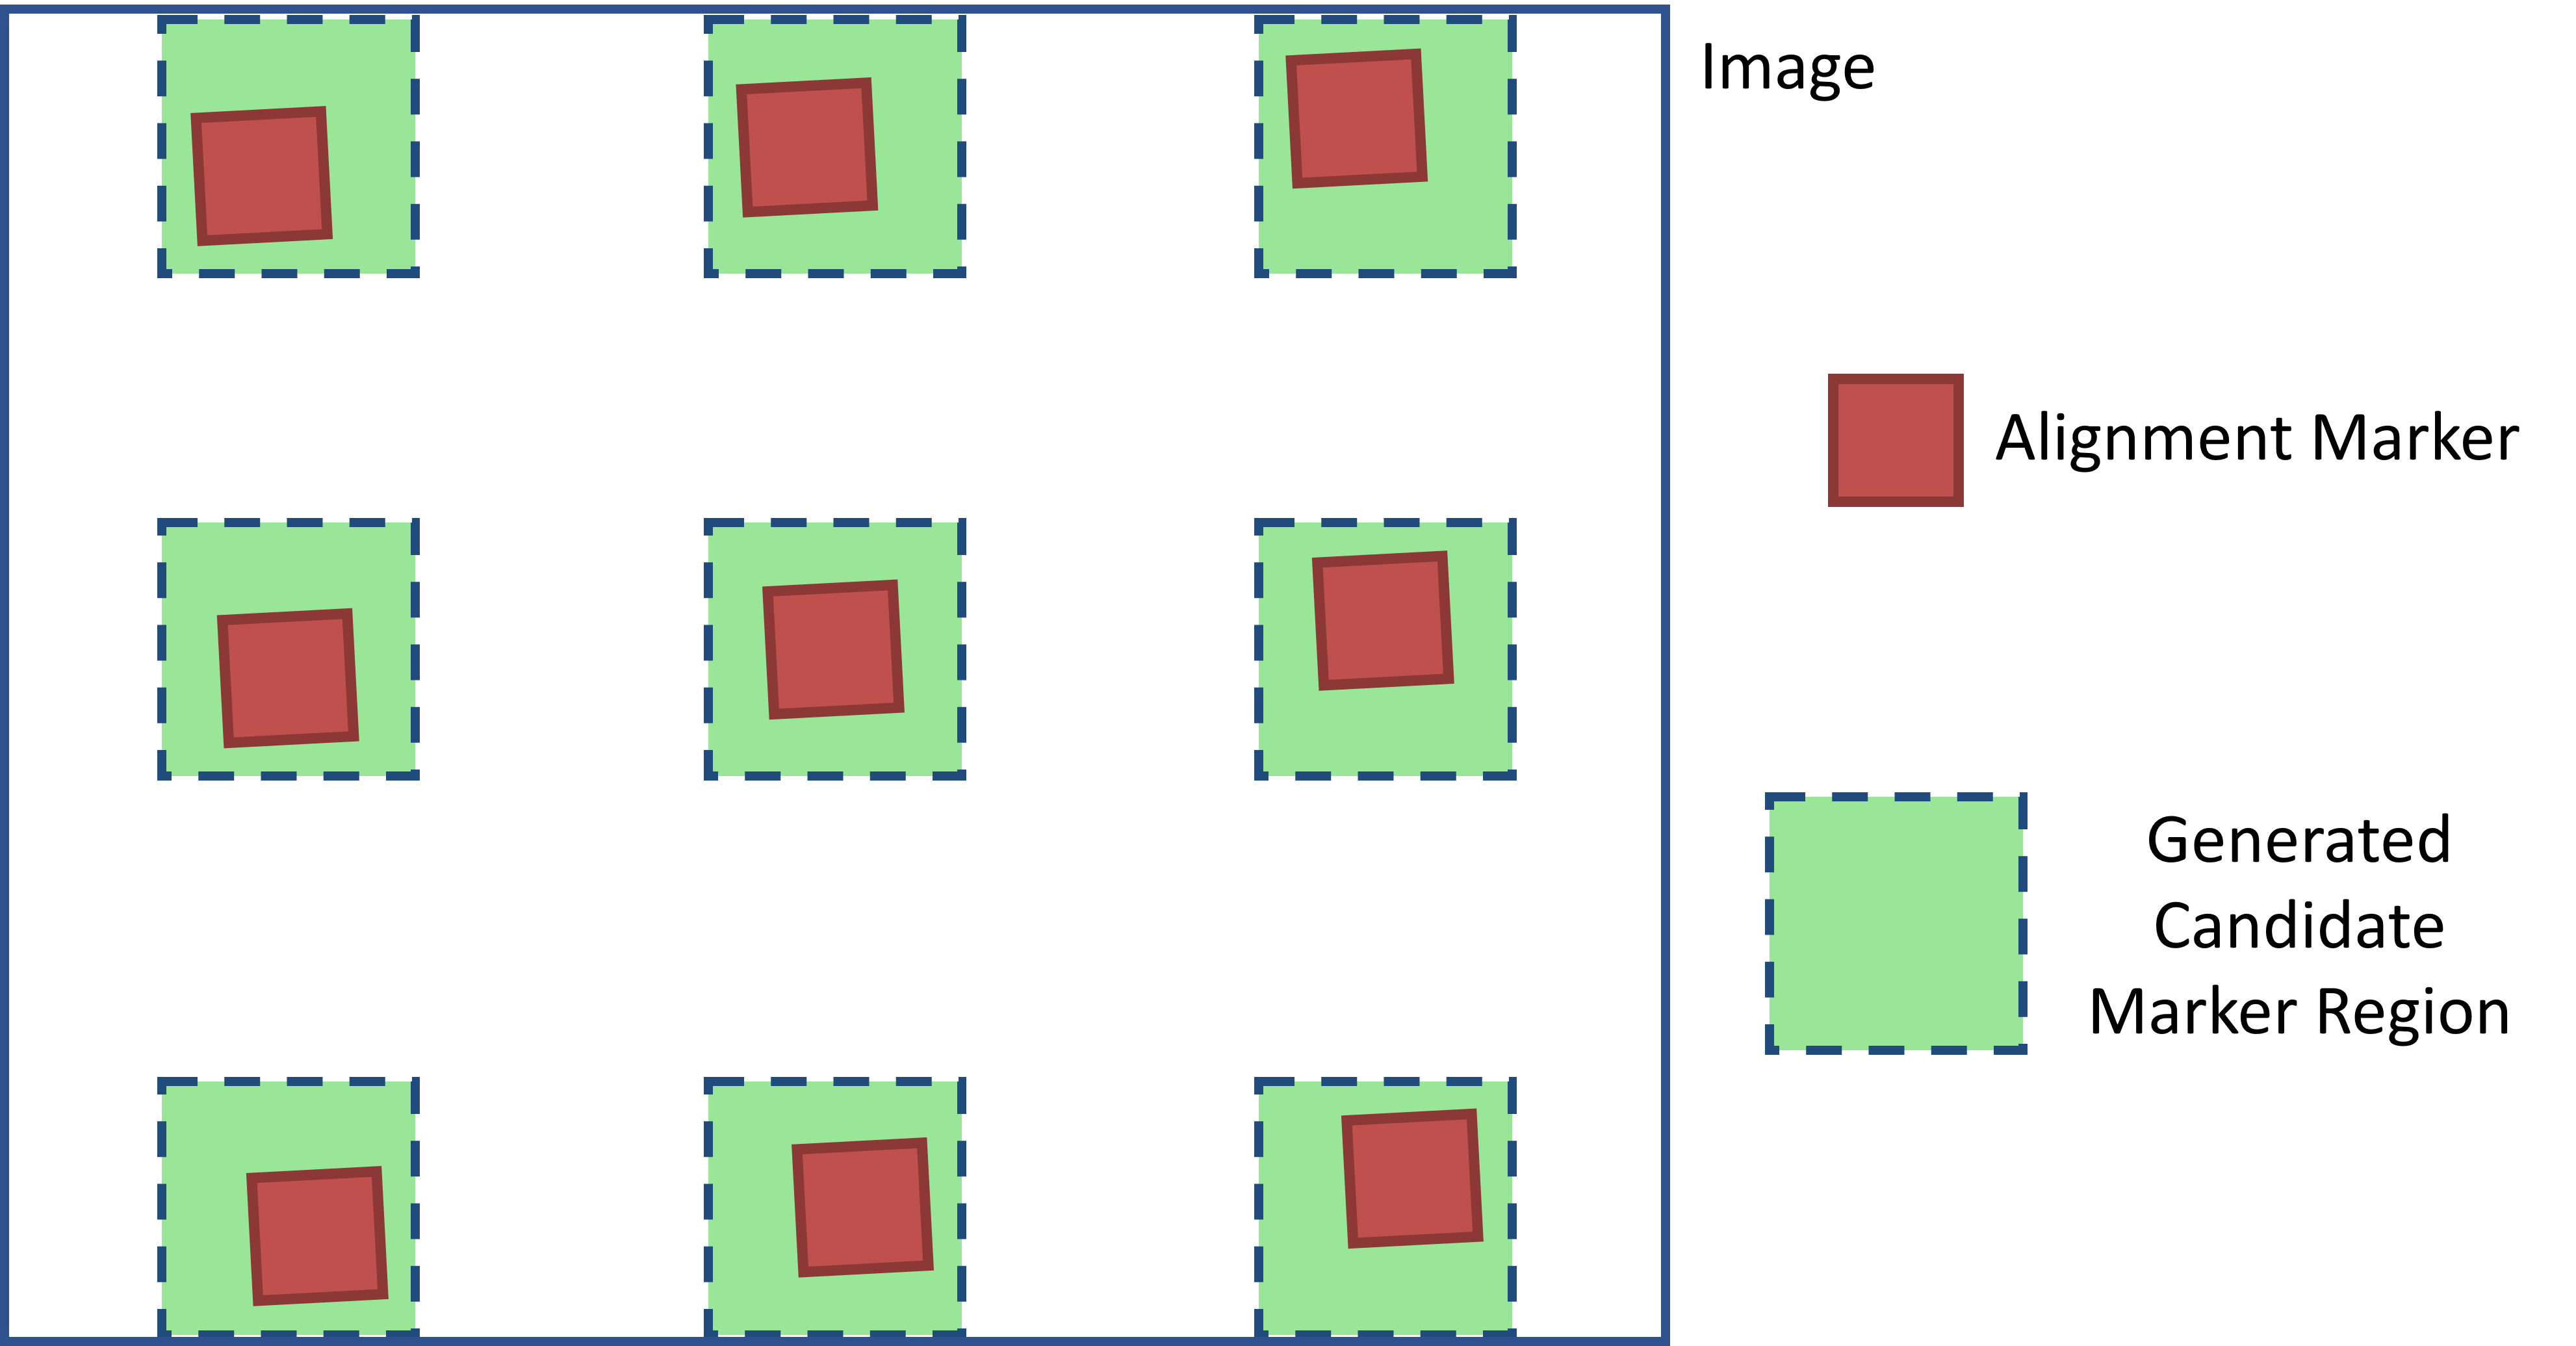 Image
Alignment Marker
Generated
Candidate
Marker Region